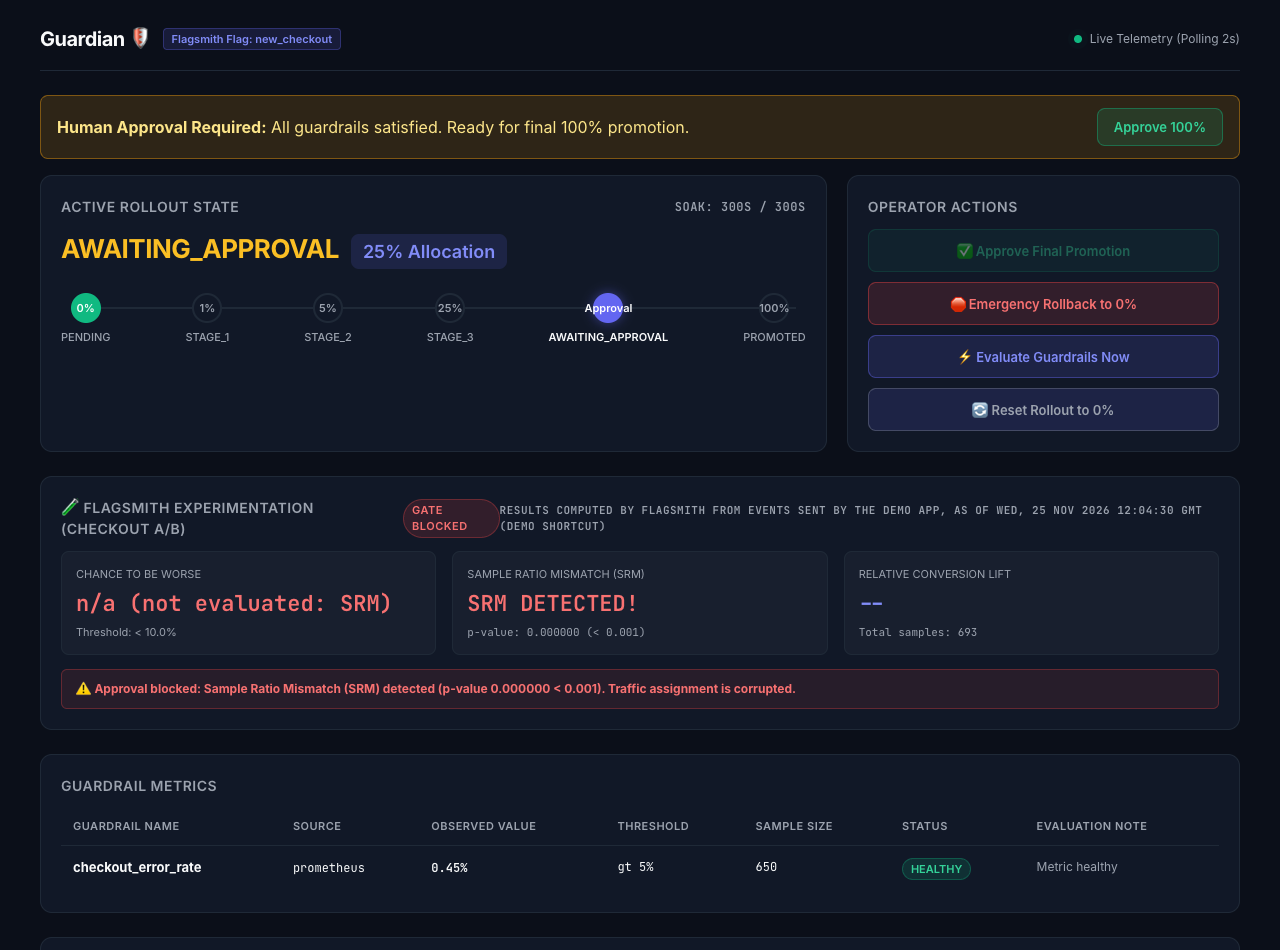 Guardian
Flagsmith Flag: new_checkout
Live Telemetry (Polling 2s)
Human Approval Required: All guardrails satisfied. Ready for final 100% promotion.
Approve 100%
ACTIVE ROLLOUT STATE
SOAK: 300S / 300S
AWAITING_APPROVAL
25% Allocation
0%
1%
5%
25%
Approval
100%
PENDING
STAGE_1
STAGE_2
STAGE_3
AWAITING_APPROVAL
PROMOTED
OPERATOR ACTIONS
✅ Approve Final Promotion
🛑 Emergency Rollback to 0%
⚡ Evaluate Guardrails Now
🔄 Reset Rollout to 0%
🧪 FLAGSMITH EXPERIMENTATION
(CHECKOUT A/B)
GATE
BLOCKED
RESULTS COMPUTED BY FLAGSMITH FROM EVENTS SENT BY THE DEMO APP, AS OF WED, 25 NOV 2026 12:04:30 GMT
(DEMO SHORTCUT)
CHANCE TO BE WORSE
n/a (not evaluated: SRM)
Threshold: < 10.0%
SAMPLE RATIO MISMATCH (SRM)
SRM DETECTED!
p-value: 0.000000 (< 0.001)
RELATIVE CONVERSION LIFT
--
Total samples: 693
⚠️ Approval blocked: Sample Ratio Mismatch (SRM) detected (p-value 0.000000 < 0.001). Traffic assignment is corrupted.
GUARDRAIL METRICS
GUARDRAIL NAME SOURCE OBSERVED VALUE THRESHOLD SAMPLE SIZE STATUS EVALUATION NOTE
checkout_error_rate prometheus 0.45% gt 5% 650 HEALTHY Metric healthy